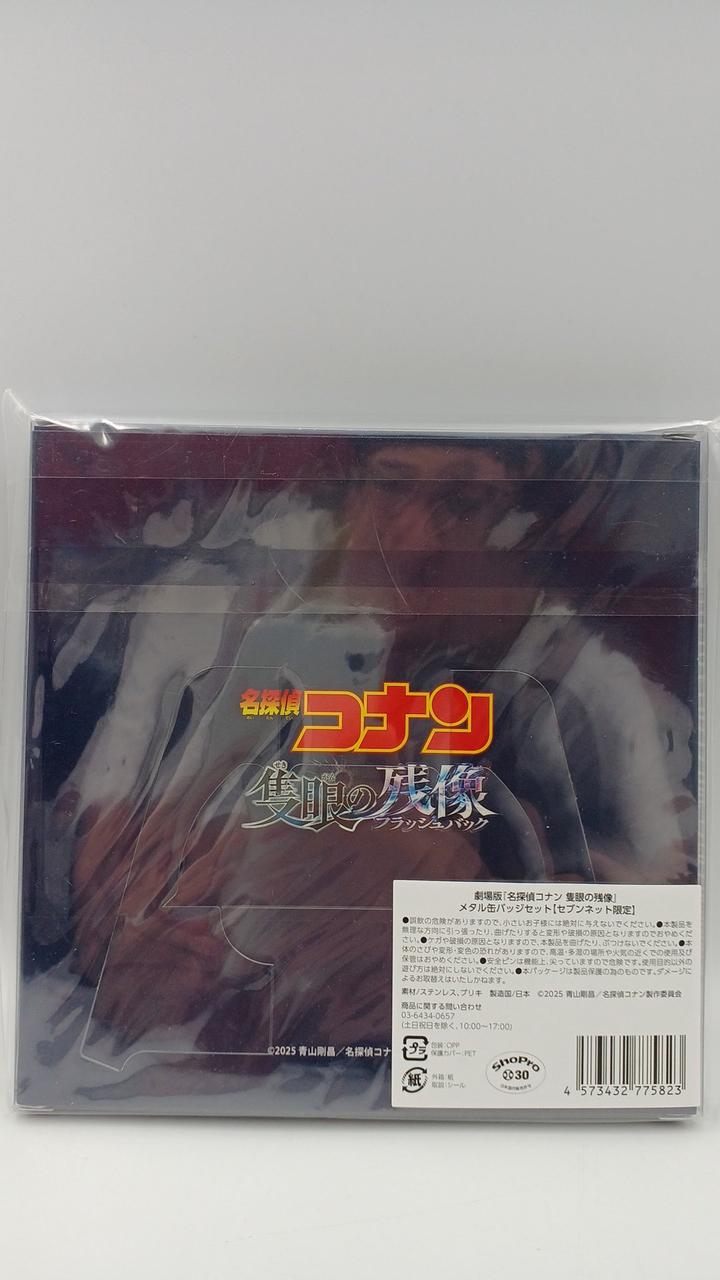 名探偵
めい たん てい
コナン
せき がん
隻眼の残像
フラッシュバック
©2025 青山剛昌／名探偵コナ
劇場版『名探偵コナン 隻眼の残像』
メタル缶バッジセット【セブンネット限定】
●誤飲の危険がありますので、小さいお子様には絶対に与えないでください。●本製品を
無理な方向に引っ張ったり、曲げたりすると変形や破損の原因となりますのでおやめくだ
さい。●ケガや破損の原因となりますので、本製品を曲げたり、ぶつけないでください。●本
体のさびや変形・変色の恐れがありますので、高温・多湿の場所や火気の近くでの使用及び
保管はおやめください。●安全ピンは機能上、尖っていますので危険です。使用目的以外の
遊び方は絶対にしないでください。●本パッケージは製品保護の為のものです。ダメージに
よるお取替えはいたしかねます。
素材/ステンレス、ブリキ 製造国/日本 ©2025 青山剛昌／名探偵コナン製作委員会
商品に関する問い合わせ
03-6434-0657
(土日祝日を除く、10:00～17:00)
プラ
包装:OPP
保護カバー:PET
紙
外箱:紙
取説:シール
ShoPro
30
4 573432 775823